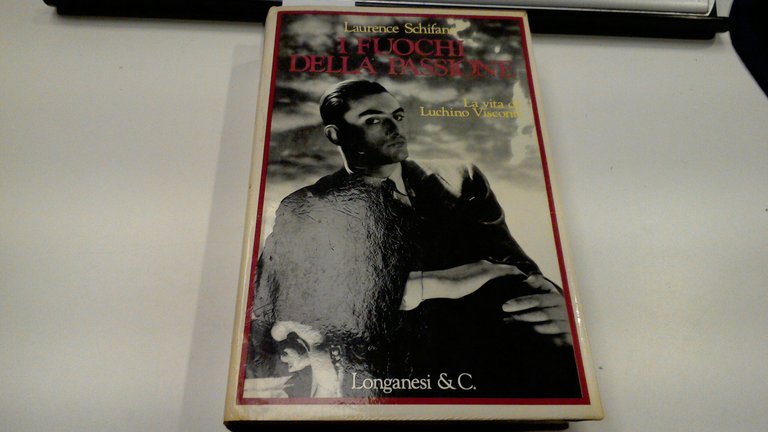 Laurence Schifano
I FUOCHI
DELLA PASSIONE
La vita di
Luchino Visconti
Longanesi & C.